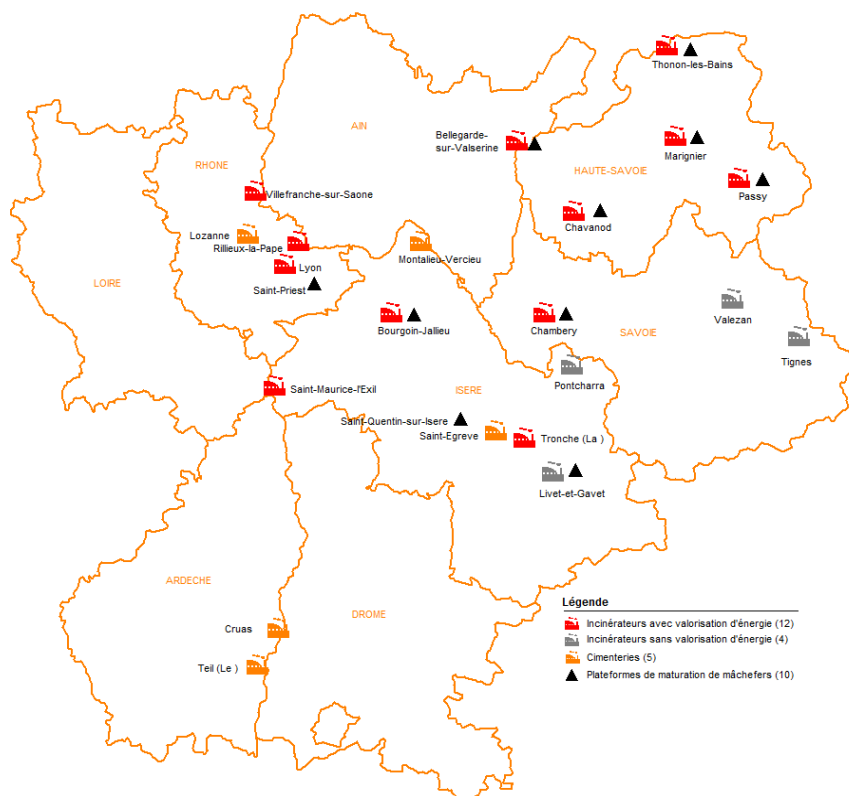 Thonon-les-Bains
AIN
Bellegarde-
sur-Valserine
Marignier
RHONE
HAUTE-SAVOIE
Passy
Villefranche-sur-Saone
Chavanod
Lozanne
Rillieux-la-Pape
Montalieu-Vercieu
Lyon
LOIRE
Saint-Priest
Valezan
Bourgoin-Jallieu
Chambery
SAVOIE
Tignes
Pontcharra
Saint-Maurice-l'Exil
ISERE
Saint-Quentin-sur-Isere
Saint-Egreve
Tronche (La )
Livet-et-Gavet
ARDECHE
DROME
Cruas
Teil (Le )
Légende
Incinérateurs avec valorisation d'énergie (12)
Incinérateurs sans valorisation d'énergie (4)
Cimenteries (5)
Plateformes de maturation de mâchefers (10)